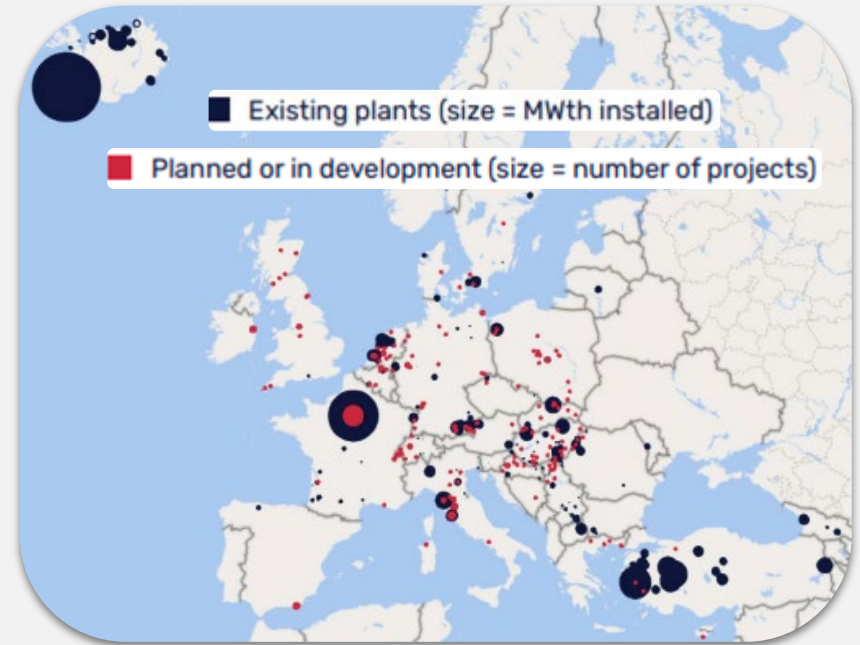 Existing plants (size = MWth installed)
Planned or in development (size = number of projects)